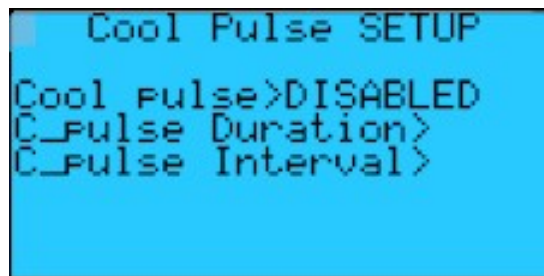 Cool Pulse SETUP
Cool pulse>DISABLED
C_pulse Duration>
C_pulse Interval>